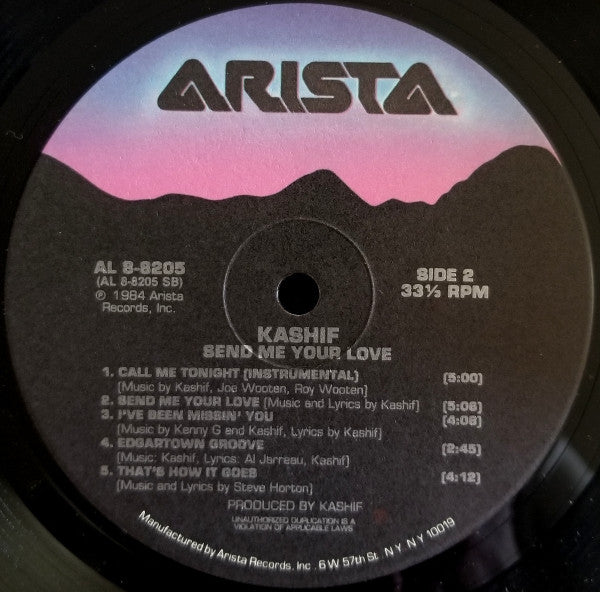 ARISTA
AL 8-8205
(AL 8-8205 SB)
℗ 1984 Arista
Records, Inc.
SIDE 2
33⅓ RPM
KASHIF
SEND ME YOUR LOVE
1. CALL ME TONIGHT (INSTRUMENTAL) (5:00)
(Music by Kashif, Joe Wooten, Roy Wooten)
2. SEND ME YOUR LOVE (Music and Lyrics by Kashif) (5:06)
3. I'VE BEEN MISSIN' YOU (4:08)
(Music by Kenny G and Kashif, Lyrics by Kashif)
4. EDGARTOWN GROOVE (2:45)
(Music: Kashif, Lyrics: Al Jarreau, Kashif)
5. THAT'S HOW IT GOES (4:12)
(Music and Lyrics by Steve Horton)
PRODUCED BY KASHIF
UNAUTHORIZED DUPLICATION IS A
VIOLATION OF APPLICABLE LAWS
Manufactured by Arista Records, Inc. 6 W 57th St. N.Y. N.Y. 10019